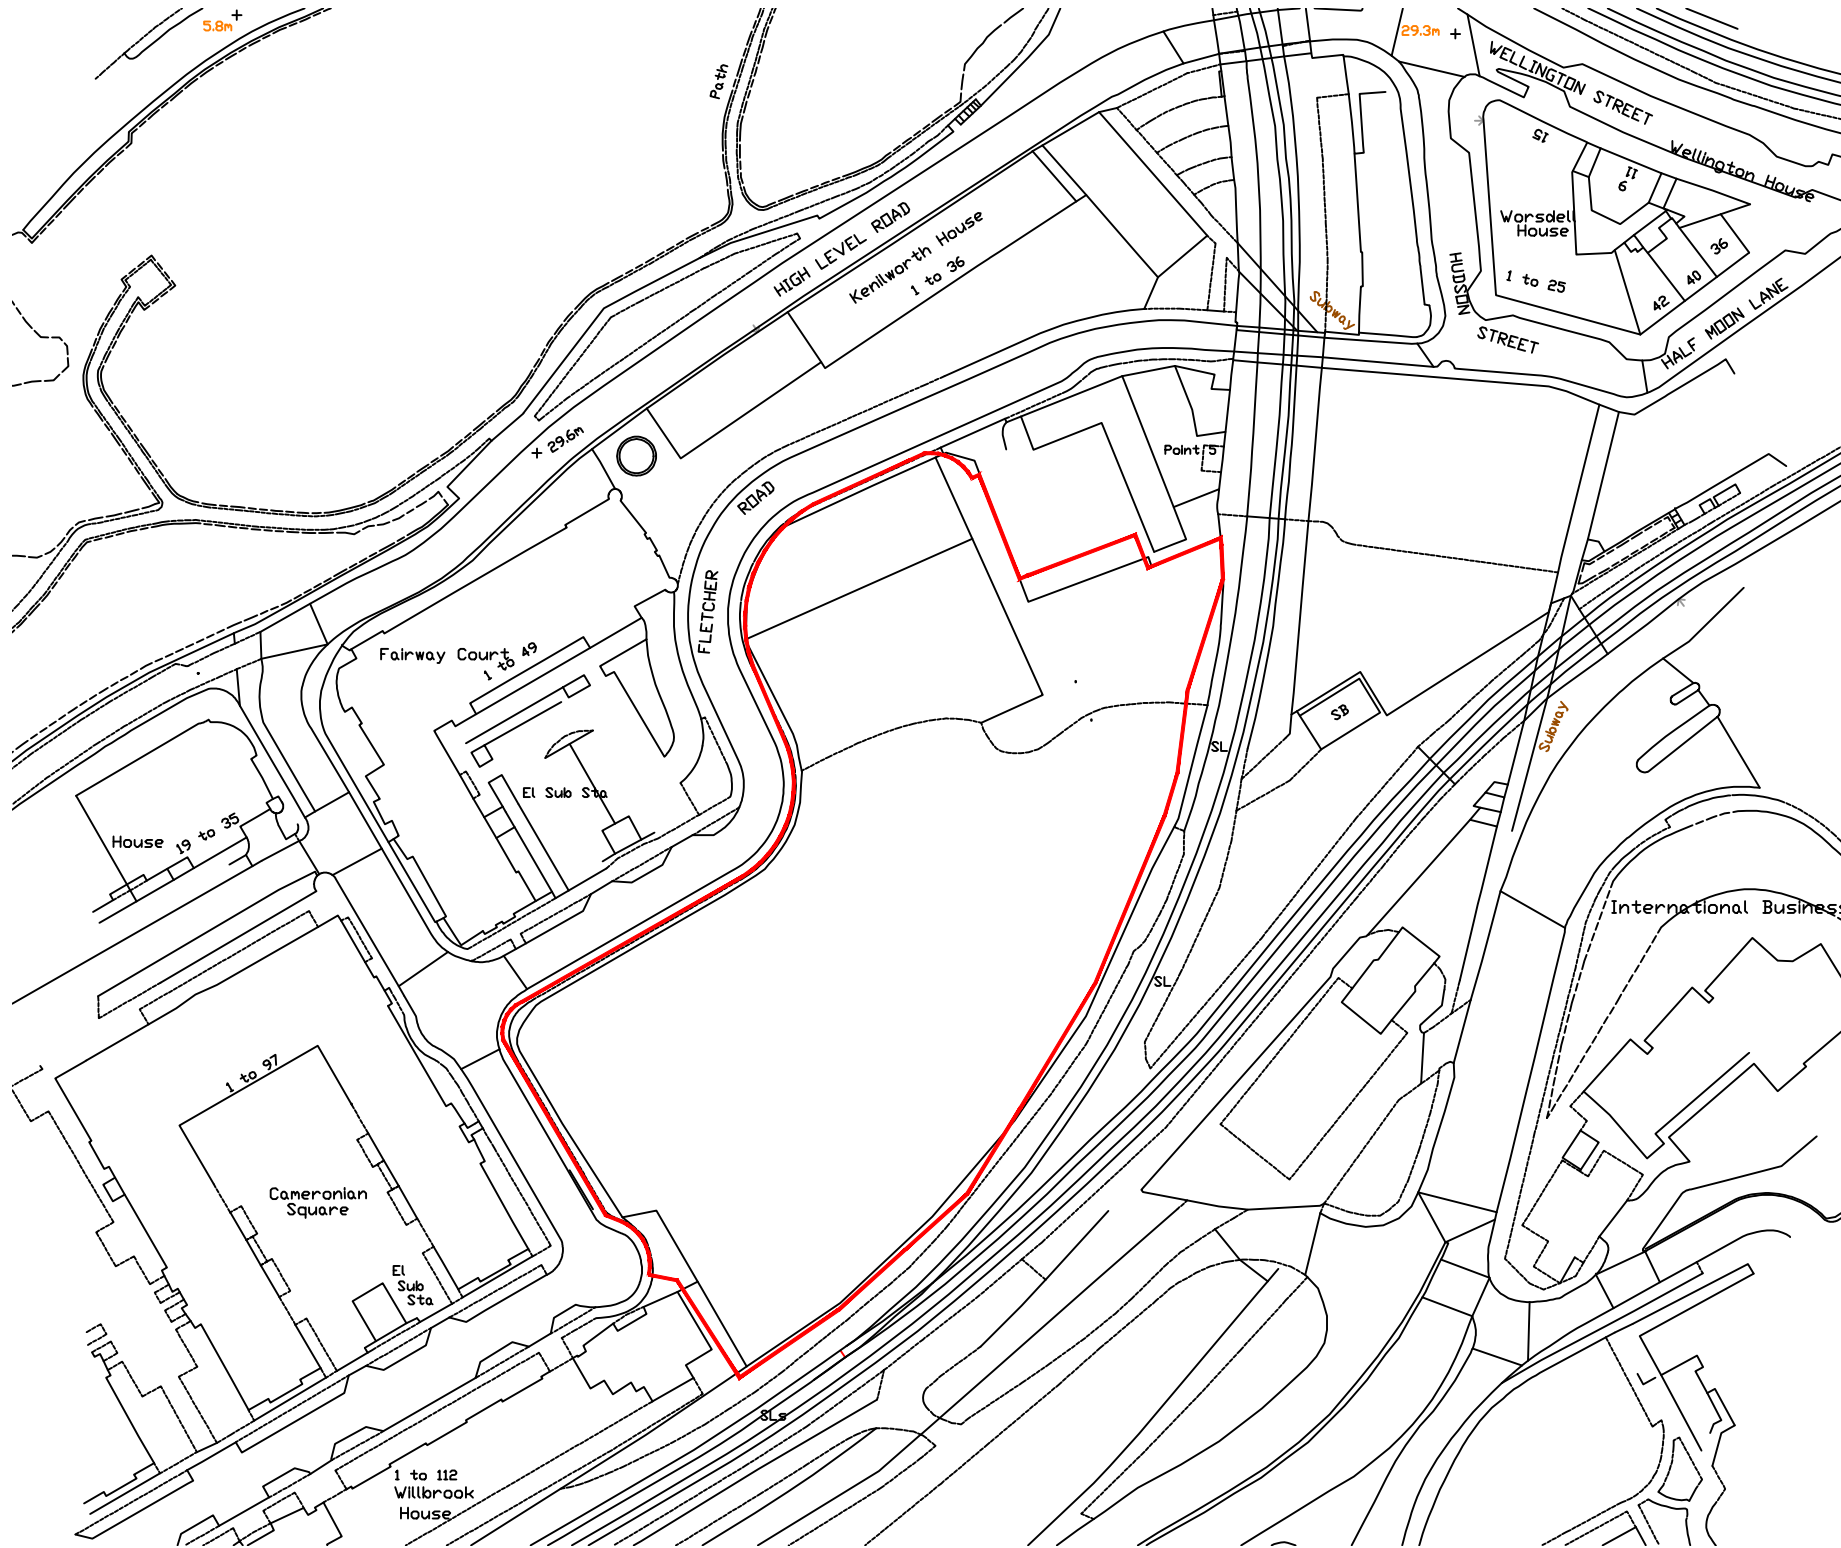 5.8m
29.3m
Path
WELLINGTON STREET
Wellington House
15
11
9
HIGH LEVEL ROAD
Kenilworth House
1 to 36
Worsdell
House
1 to 25
36
40
42
HUDSON
STREET
HALF MOON LANE
Subway
29.6m
Point 5
ROAD
FLETCHER
Fairway Court
1 to 49
SB
SL
Subway
El Sub Sta
House
19 to 35
International Business
SL
1 to 97
Cameronian
Square
El
Sub
Sta
SLs
1 to 112
Willbrook
House